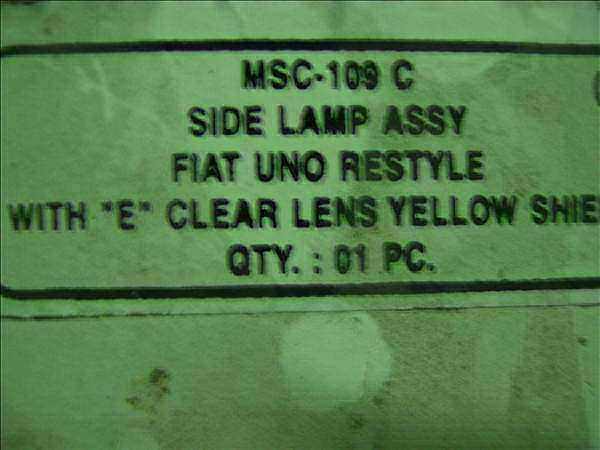 MSC-109 C
SIDE LAMP ASSY
FIAT UNO RESTYLE
WITH "E" CLEAR LENS YELLOW SHIE
QTY. : 01 PC.